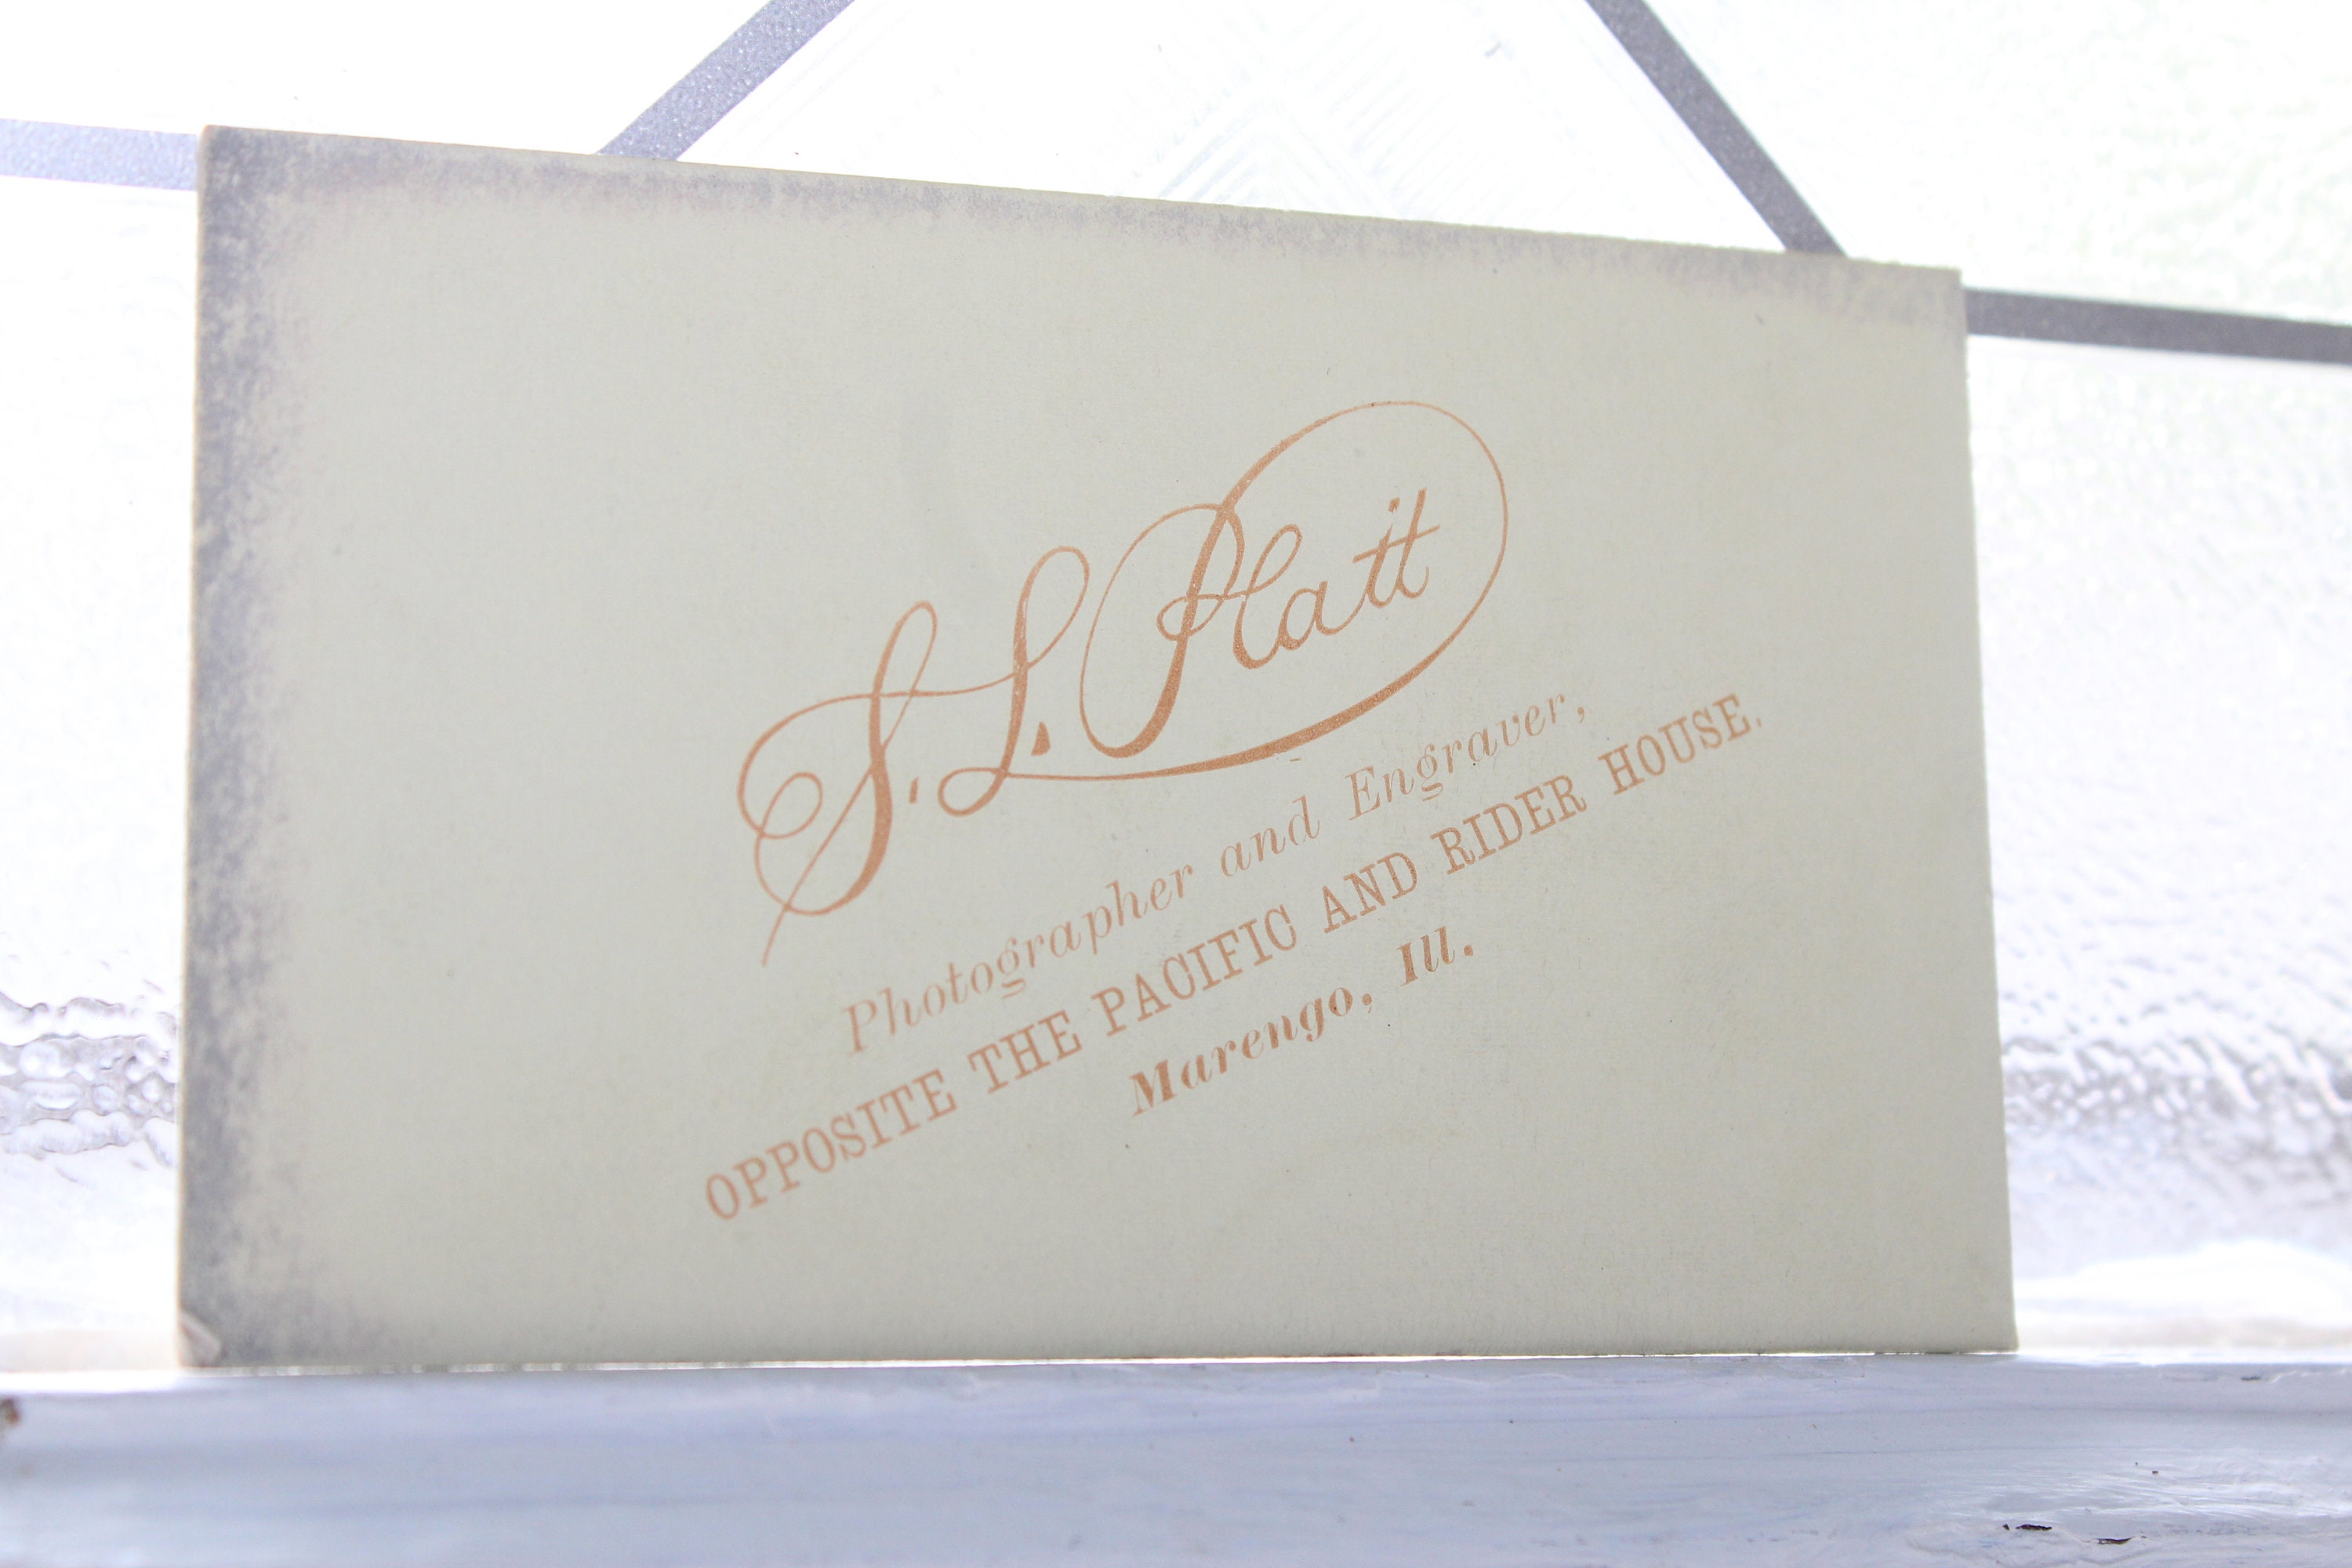 S. L. Platt
Photographer and Engraver,
OPPOSITE THE PACIFIC AND RIDER HOUSE.
Marengo, Ill.